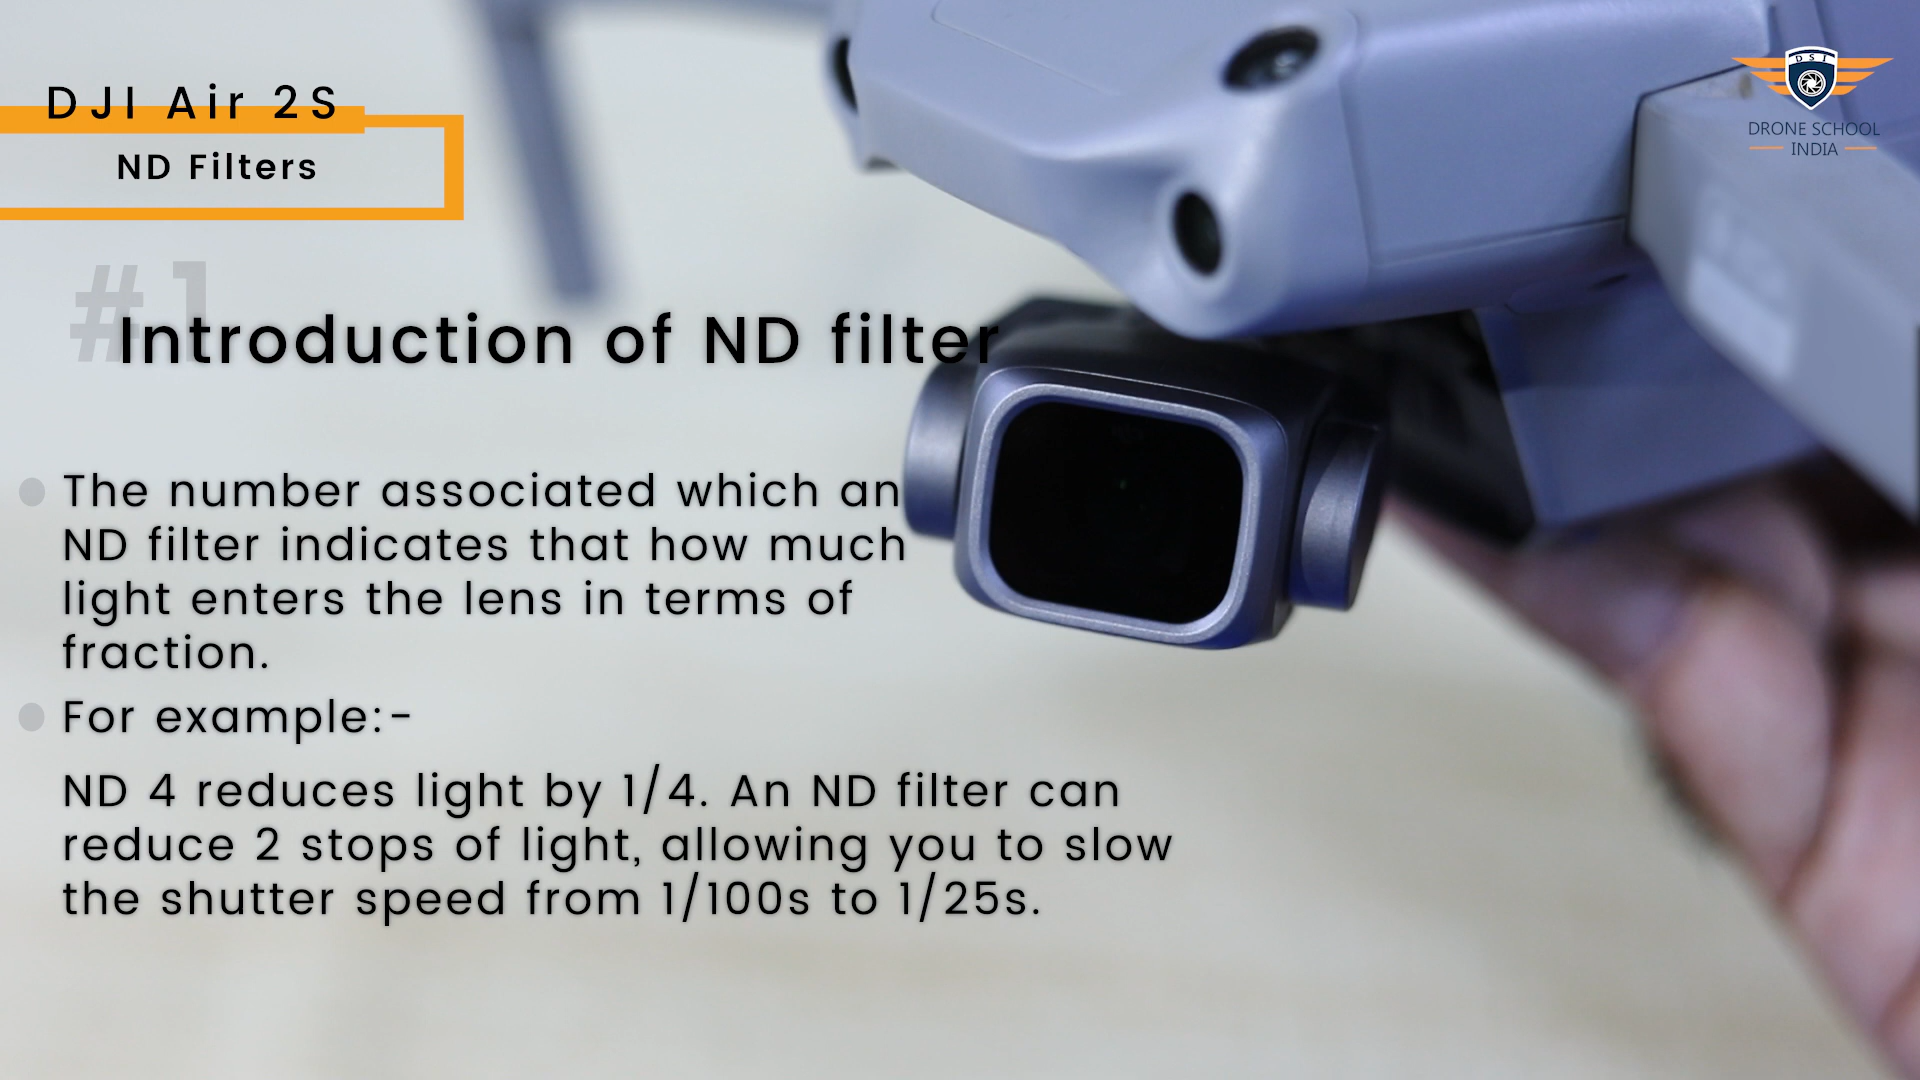 DJI Air 2S
ND Filters
#1
Introduction of ND filter
The number associated which an
ND filter indicates that how much
light enters the lens in terms of
fraction.
For example:-
ND 4 reduces light by 1/4. An ND filter can
reduce 2 stops of light, allowing you to slow
the shutter speed from 1/100s to 1/25s.
DSI
DRONE SCHOOL
INDIA